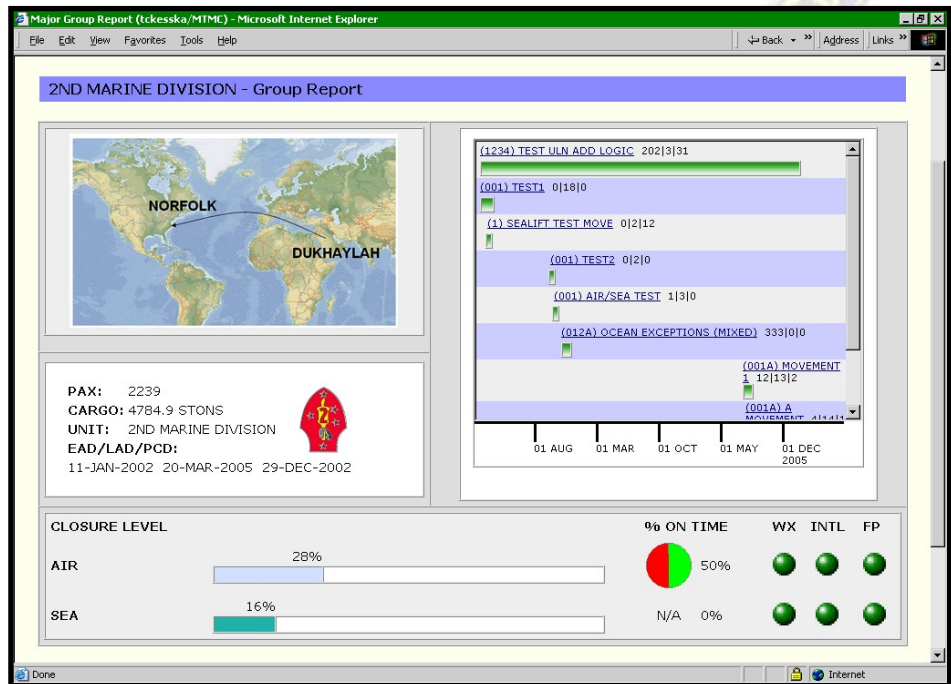 Major Group Report (tckesska/MTMC) - Microsoft Internet Explorer
File Edit View Favorites Tools Help
Back » Address Links »
2ND MARINE DIVISION - Group Report
NORFOLK
DUKHAYLAH
(1234) TEST ULN ADD LOGIC 202|3|31
(001) TEST1 0|18|0
(1) SEALIFT TEST MOVE 0|2|12
(001) TEST2 0|2|0
(001) AIR/SEA TEST 1|3|0
(012A) OCEAN EXCEPTIONS (MIXED) 333|0|0
(001A) MOVEMENT
1 12|13|2
(001A) A
MOVEMENT 4|14|1
01 AUG 01 MAR 01 OCT 01 MAY 01 DEC
2005
PAX: 2239
CARGO: 4784.9 STONS
UNIT: 2ND MARINE DIVISION
EAD/LAD/PCD:
11-JAN-2002 20-MAR-2005 29-DEC-2002
CLOSURE LEVEL % ON TIME WX INTL FP
AIR 28% 50%
SEA 16% N/A 0%
Done Internet